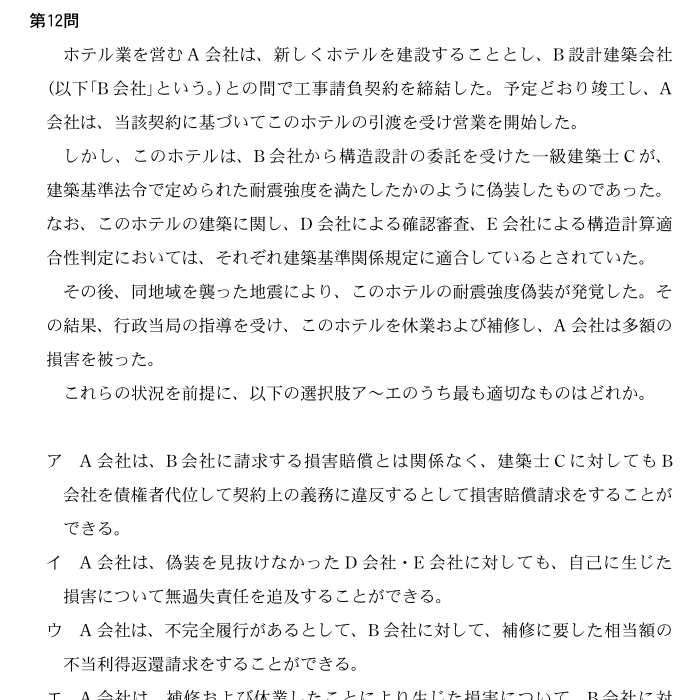 第12問
ホテル業を営むA会社は、新しくホテルを建設することとし、B設計建築会社
(以下「B会社」という。)との間で工事請負契約を締結した。予定どおり竣工し、A
会社は、当該契約に基づいてこのホテルの引渡を受け営業を開始した。
しかし、このホテルは、B会社から構造設計の委託を受けた一級建築士Cが、
建築基準法令で定められた耐震強度を満たしたかのように偽装したものであった。
なお、このホテルの建築に関し、D会社による確認審査、E会社による構造計算適
合性判定においては、それぞれ建築基準関係規定に適合しているとされていた。
その後、同地域を襲った地震により、このホテルの耐震強度偽装が発覚した。そ
の結果、行政当局の指導を受け、このホテルを休業および補修し、A会社は多額の
損害を被った。
これらの状況を前提に、以下の選択肢ア〜エのうち最も適切なものはどれか。
ア A会社は、B会社に請求する損害賠償とは関係なく、建築士Cに対してもB
会社を債権者代位して契約上の義務に違反するとして損害賠償請求をすることが
できる。
イ A会社は、偽装を見抜けなかったD会社・E会社に対しても、自己に生じた
損害について無過失責任を追及することができる。
ウ A会社は、不完全履行があるとして、B会社に対して、補修に要した相当額の
不当利得返還請求をすることができる。
エ A会社は、補修および休業したことにより生じた損害について、B会社に対